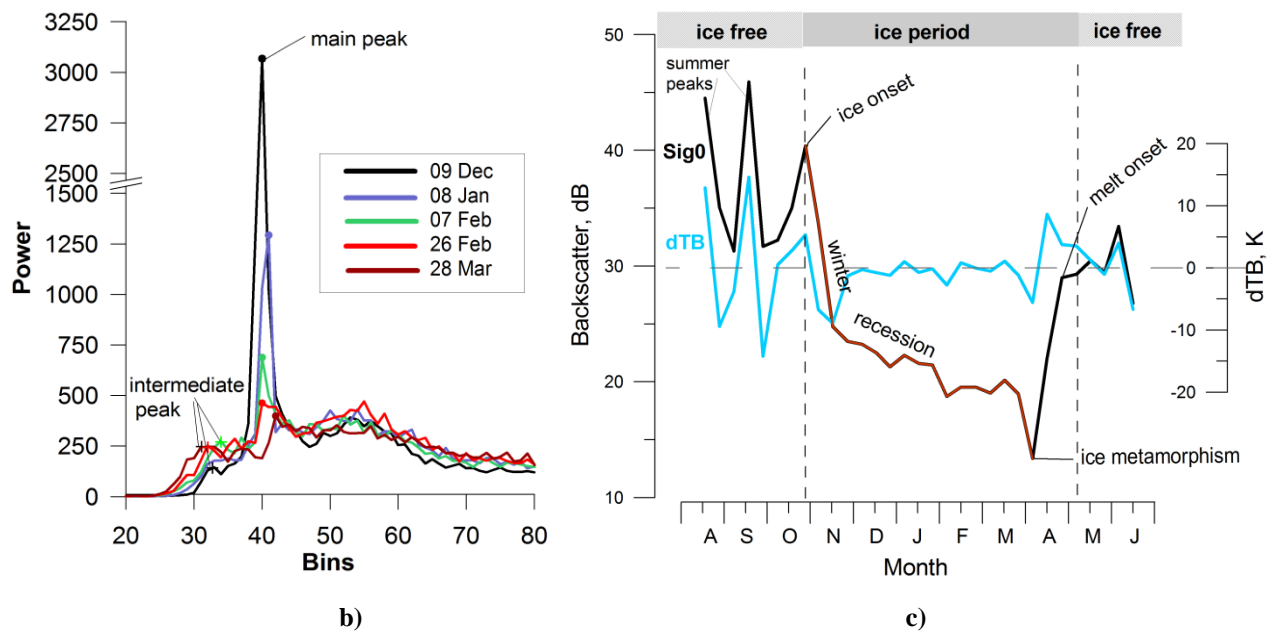 3250
3000
2750
2500
1500
1250
1000
750
500
250
0
Power
main peak
09 Dec
08 Jan
07 Feb
26 Feb
28 Mar
intermediate
peak
20 30 40 50 60 70 80
Bins
b)
ice free ice period ice free
50
40
30
20
10
Backscatter, dB
summer
peaks
Sig0
dTB
ice onset
winter
recession
melt onset
ice metamorphism
20
10
0
-10
-20
dTB, K
A S O N D J F M A M J
Month
c)